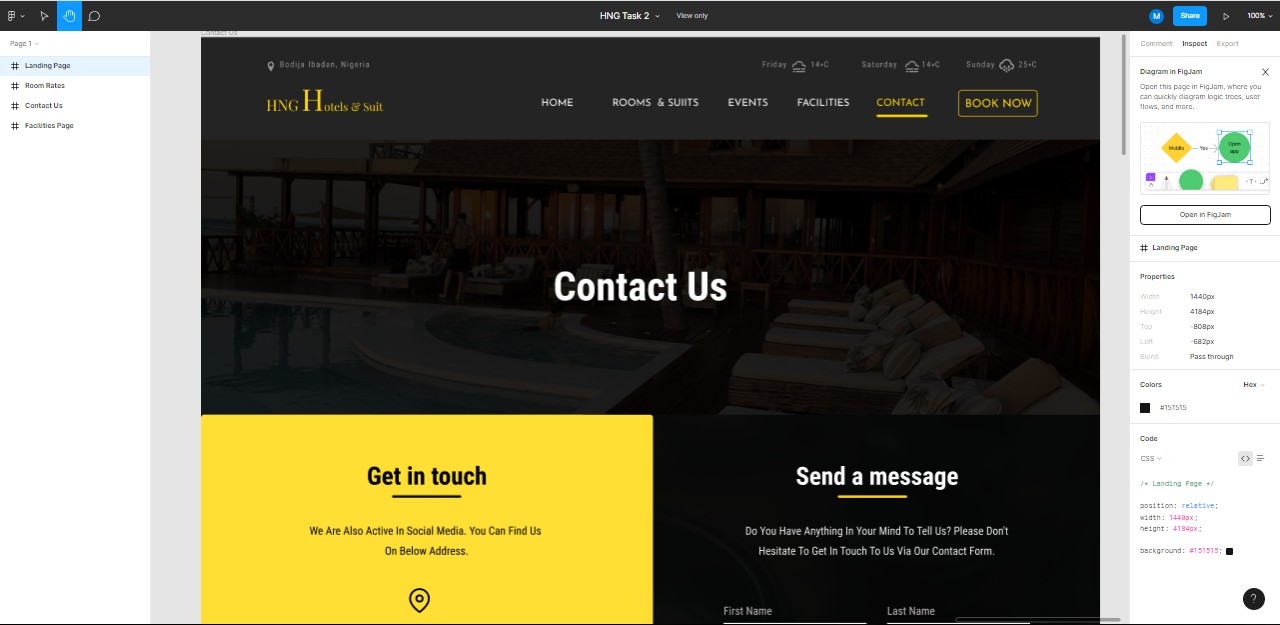 HNG Task 2
View only
M
Share
100%
Page 1
Landing Page
Room Rates
Contact Us
Facilities Page
Contact Us
Bodija Ibadan, Nigeria
Friday 14°C
Saturday 14°C
Sunday 25°C
HNG Hotels & Suit
HOME
ROOMS & SUIITS
EVENTS
FACILITIES
CONTACT
BOOK NOW
Contact Us
Get in touch
We Are Also Active In Social Media. You Can Find Us
On Below Address.
Send a message
Do You Have Anything In Your Mind To Tell Us? Please Don't
Hesitate To Get In Touch To Us Via Our Contact Form.
First Name
Last Name
Comment
Inspect
Export
Diagram in FigJam
Open this page in FigJam, where you
can quickly diagram logic trees, user
flows, and more.
Mobile
Yes
Open
app
T
Open in FigJam
Landing Page
Properties
Width 1440px
Height 4184px
Top -808px
Left -682px
Blend Pass through
Colors
Hex
#151515
Code
CSS
<>
/* Landing Page */
position: relative;
width: 1440px;
height: 4184px;
background: #151515;
?